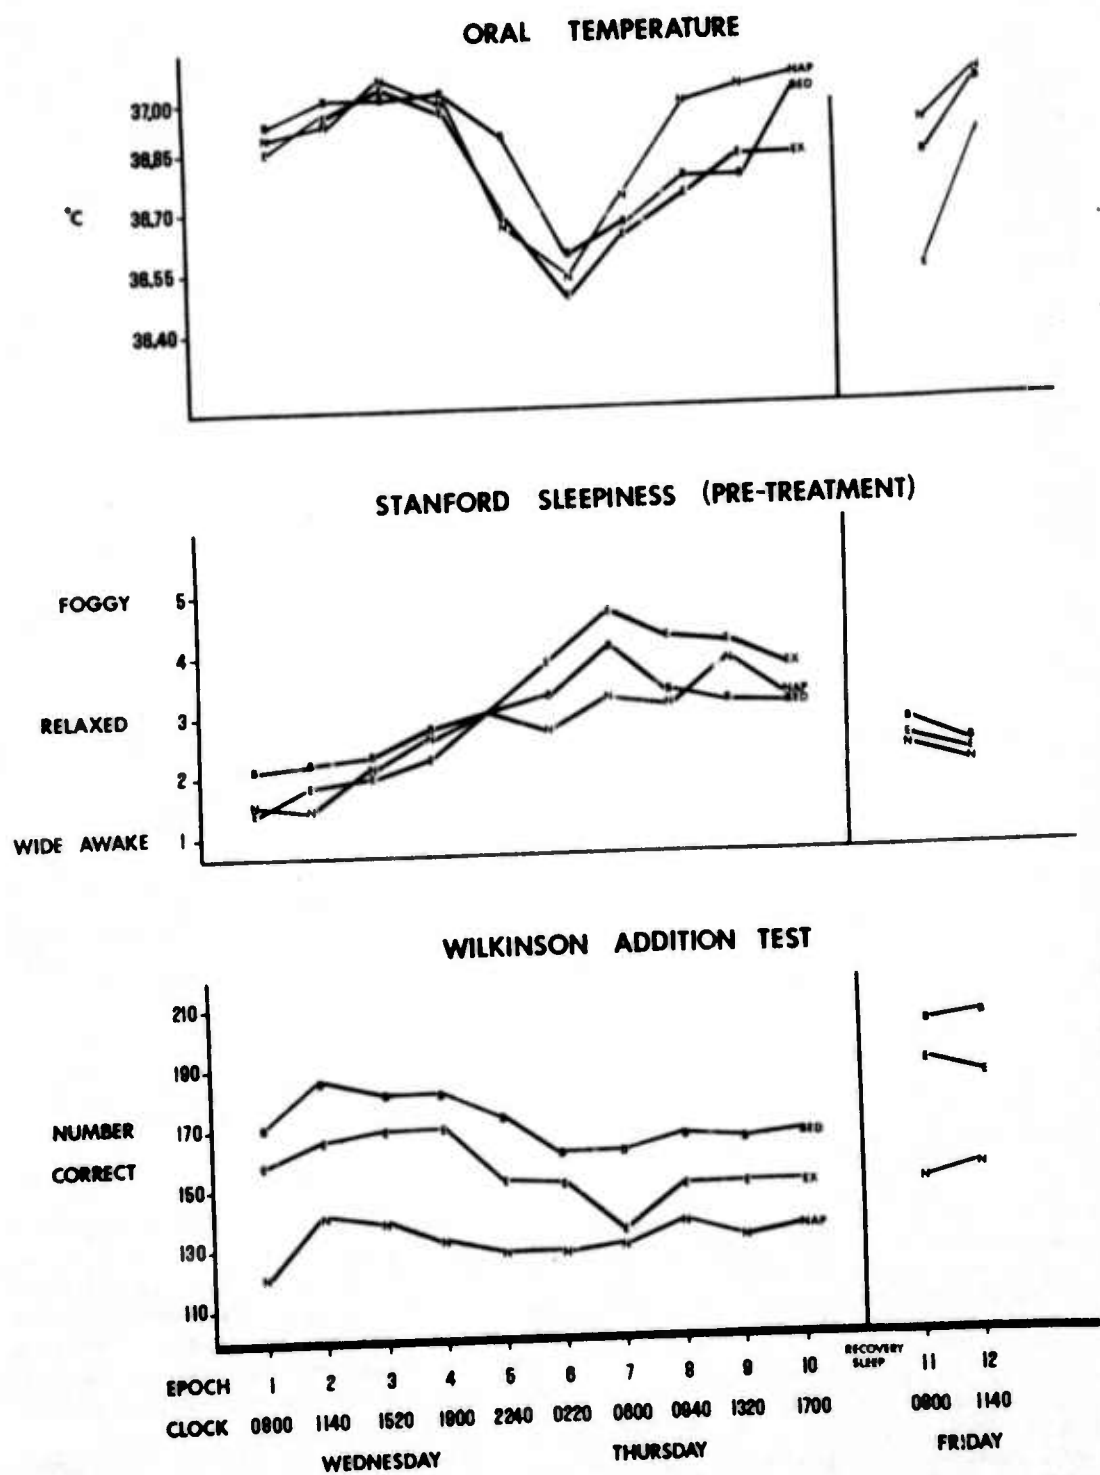 ORAL TEMPERATURE
37,00
36,85
°C
36,70
36,55
36,40
NAP
BED
EX
STANFORD SLEEPINESS (PRE-TREATMENT)
FOGGY 5
4
RELAXED 3
2
WIDE AWAKE 1
EX
NAP
BED
WILKINSON ADDITION TEST
210
190
NUMBER 170
CORRECT
150
130
110
BED
EX
NAP
RECOVERY
SLEEP
EPOCH 1 2 3 4 5 6 7 8 9 10 11 12
CLOCK 0800 1140 1520 1900 2240 0220 0600 0940 1320 1700 0800 1140
WEDNESDAY THURSDAY FRIDAY